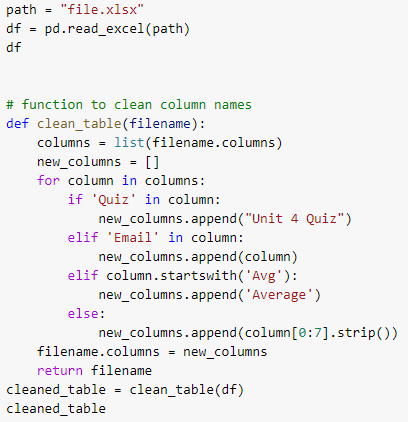 path = "file.xlsx"
df = pd.read_excel(path)
df
# function to clean column names
def clean_table(filename):
    columns = list(filename.columns)
    new_columns = []
    for column in columns:
        if 'Quiz' in column:
            new_columns.append("Unit 4 Quiz")
        elif 'Email' in column:
            new_columns.append(column)
        elif column.startswith('Avg'):
            new_columns.append('Average')
        else:
            new_columns.append(column[0:7].strip())
    filename.columns = new_columns
    return filename
cleaned_table = clean_table(df)
cleaned_table